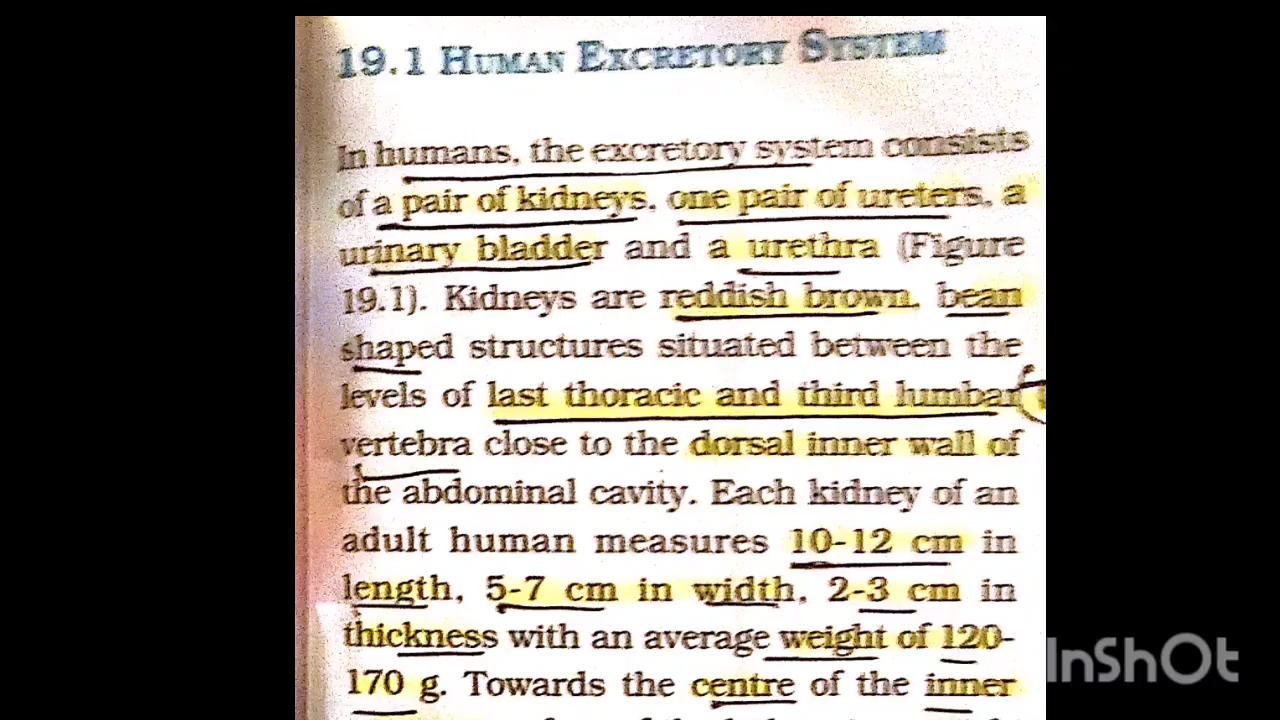 19.1 HUMAN EXCRETORY SYSTEM
In humans, the excretory system consists
of a pair of kidneys, one pair of ureters, a
urinary bladder and a urethra (Figure
19.1). Kidneys are reddish brown, bean
shaped structures situated between the
levels of last thoracic and third lumbar
vertebra close to the dorsal inner wall of
the abdominal cavity. Each kidney of an
adult human measures 10-12 cm in
length, 5-7 cm in width, 2-3 cm in
thickness with an average weight of 120-
170 g. Towards the centre of the inner
InShOt